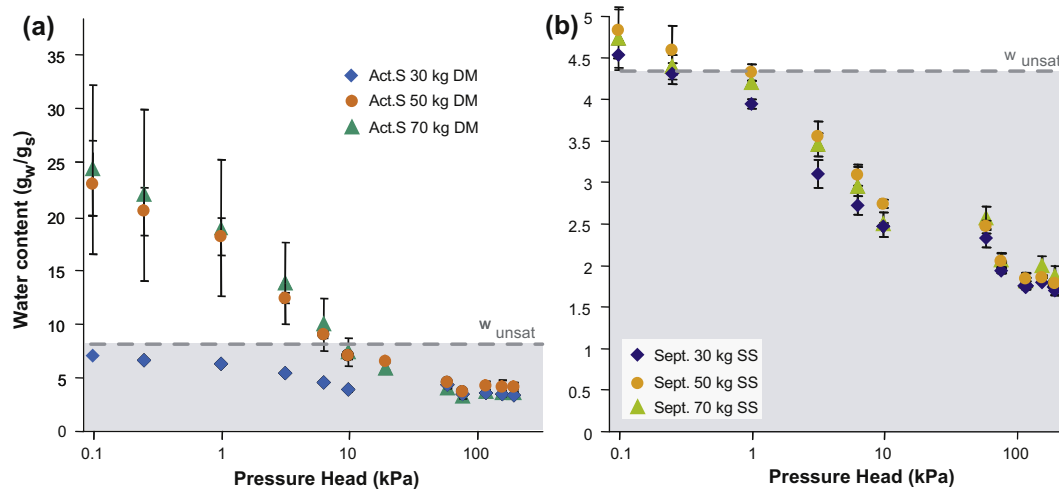 (a)
Water content (gw/gs)
35
30
25
20
15
10
5
0
Act.S 30 kg DM
Act.S 50 kg DM
Act.S 70 kg DM
w unsat
0.1
1
10
100
Pressure Head (kPa)
(b)
5
4.5
4
3.5
3
2.5
2
1.5
1
0.5
0
w unsat
Sept. 30 kg SS
Sept. 50 kg SS
Sept. 70 kg SS
0.1
1
10
100
Pressure Head (kPa)